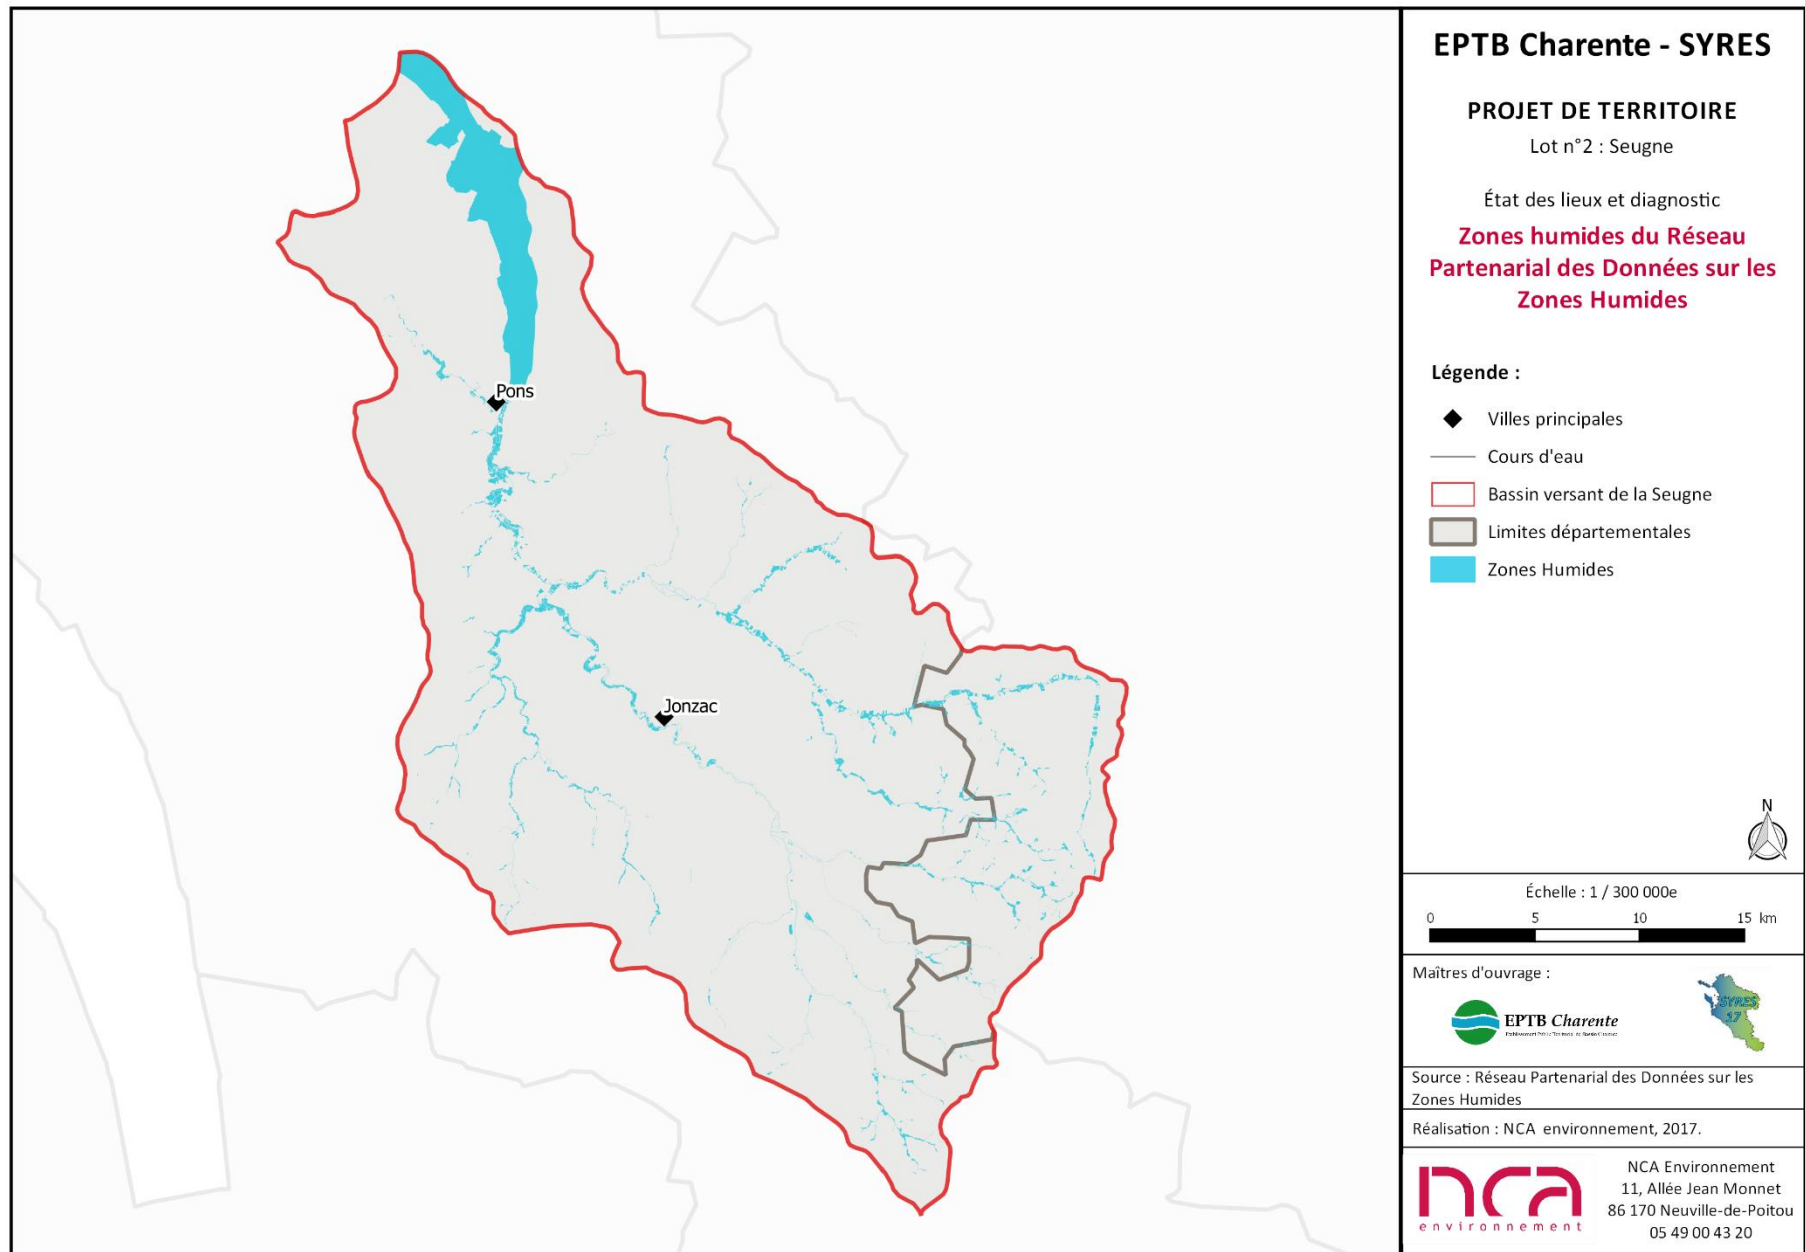 EPTB Charente - SYRES
PROJET DE TERRITOIRE
Lot n°2 : Seugne
État des lieux et diagnostic
Zones humides du Réseau
Partenarial des Données sur les
Zones Humides
Légende :
Villes principales
Cours d'eau
Bassin versant de la Seugne
Limites départementales
Zones Humides
Pons
Jonzac
N
Échelle : 1 / 300 000e
0 5 10 15 km
Maîtres d'ouvrage :
EPTB Charente
SYRES
17
Source : Réseau Partenarial des Données sur les
Zones Humides
Réalisation : NCA environnement, 2017.
nca
environnement
NCA Environnement
11, Allée Jean Monnet
86 170 Neuville-de-Poitou
05 49 00 43 20